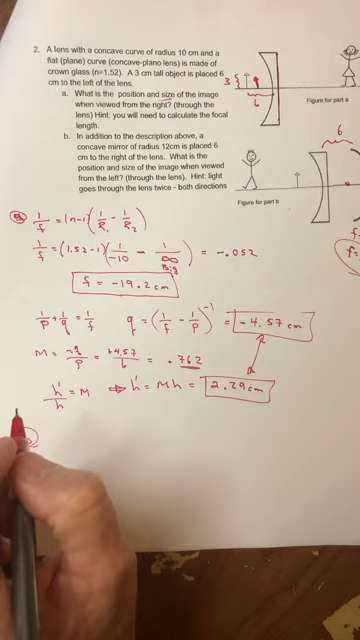 2. A lens with a concave curve of radius 10 cm and a
flat (plane) curve (concave-plano lens) is made of
crown glass (n=1.52). A 3 cm tall object is placed 6
cm to the left of the lens.
a. What is the position and size of the image
when viewed from the right? (through the
lens) Hint: you will need to calculate the focal
length.
b. In addition to the description above, a
concave mirror of radius 12cm is placed 6
cm to the right of the lens. What is the
position and size of the image when viewed
from the left? (through the lens). Hint: light
goes through the lens twice - both directions
3
6
Figure for part a
6
Figure for part b
1/f = (n-1)(1/R₁ - 1/R₂)
1/f = (1.52-1)(1/-10 - 1/∞) = -.052
Big
f = -19.2cm
1/p + 1/q = 1/f q = (1/f - 1/p)⁻¹ = -4.57 cm
M = -q/p = +4.57/6 = .762
h'/h = M ⇒ h' = Mh = 2.29cm